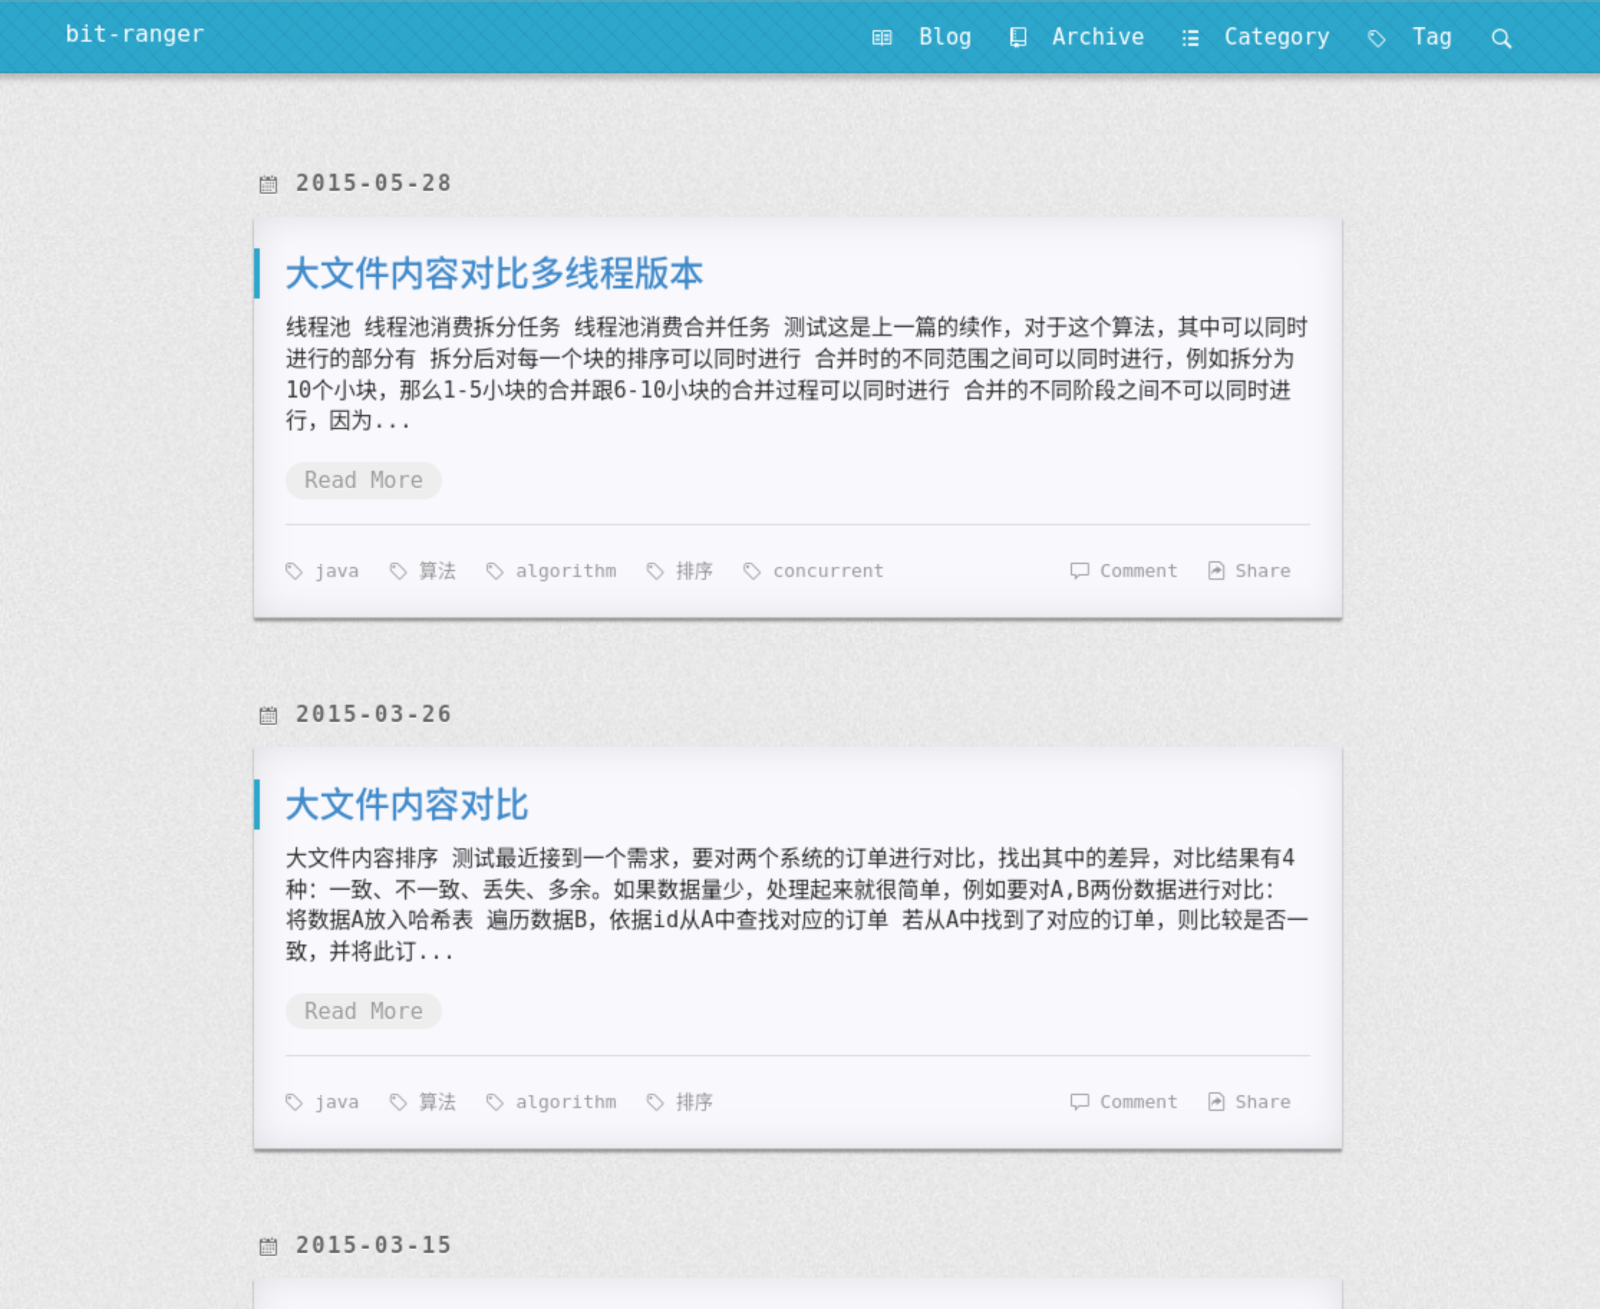 bit-ranger
Blog Archive Category Tag
2015-05-28
大文件内容对比多线程版本
线程池 线程池消费拆分任务 线程池消费合并任务 测试这是上一篇的续作，对于这个算法，其中可以同时
进行的部分有 拆分后对每一个块的排序可以同时进行 合并时的不同范围之间可以同时进行，例如拆分为
10个小块，那么1-5小块的合并跟6-10小块的合并过程可以同时进行 合并的不同阶段之间不可以同时进
行，因为...
Read More
java 算法 algorithm 排序 concurrent Comment Share
2015-03-26
大文件内容对比
大文件内容排序 测试最近接到一个需求，要对两个系统的订单进行对比，找出其中的差异，对比结果有4
种：一致、不一致、丢失、多余。如果数据量少，处理起来就很简单，例如要对A,B两份数据进行对比：
将数据A放入哈希表 遍历数据B，依据id从A中查找对应的订单 若从A中找到了对应的订单，则比较是否一
致，并将此订...
Read More
java 算法 algorithm 排序 Comment Share
2015-03-15